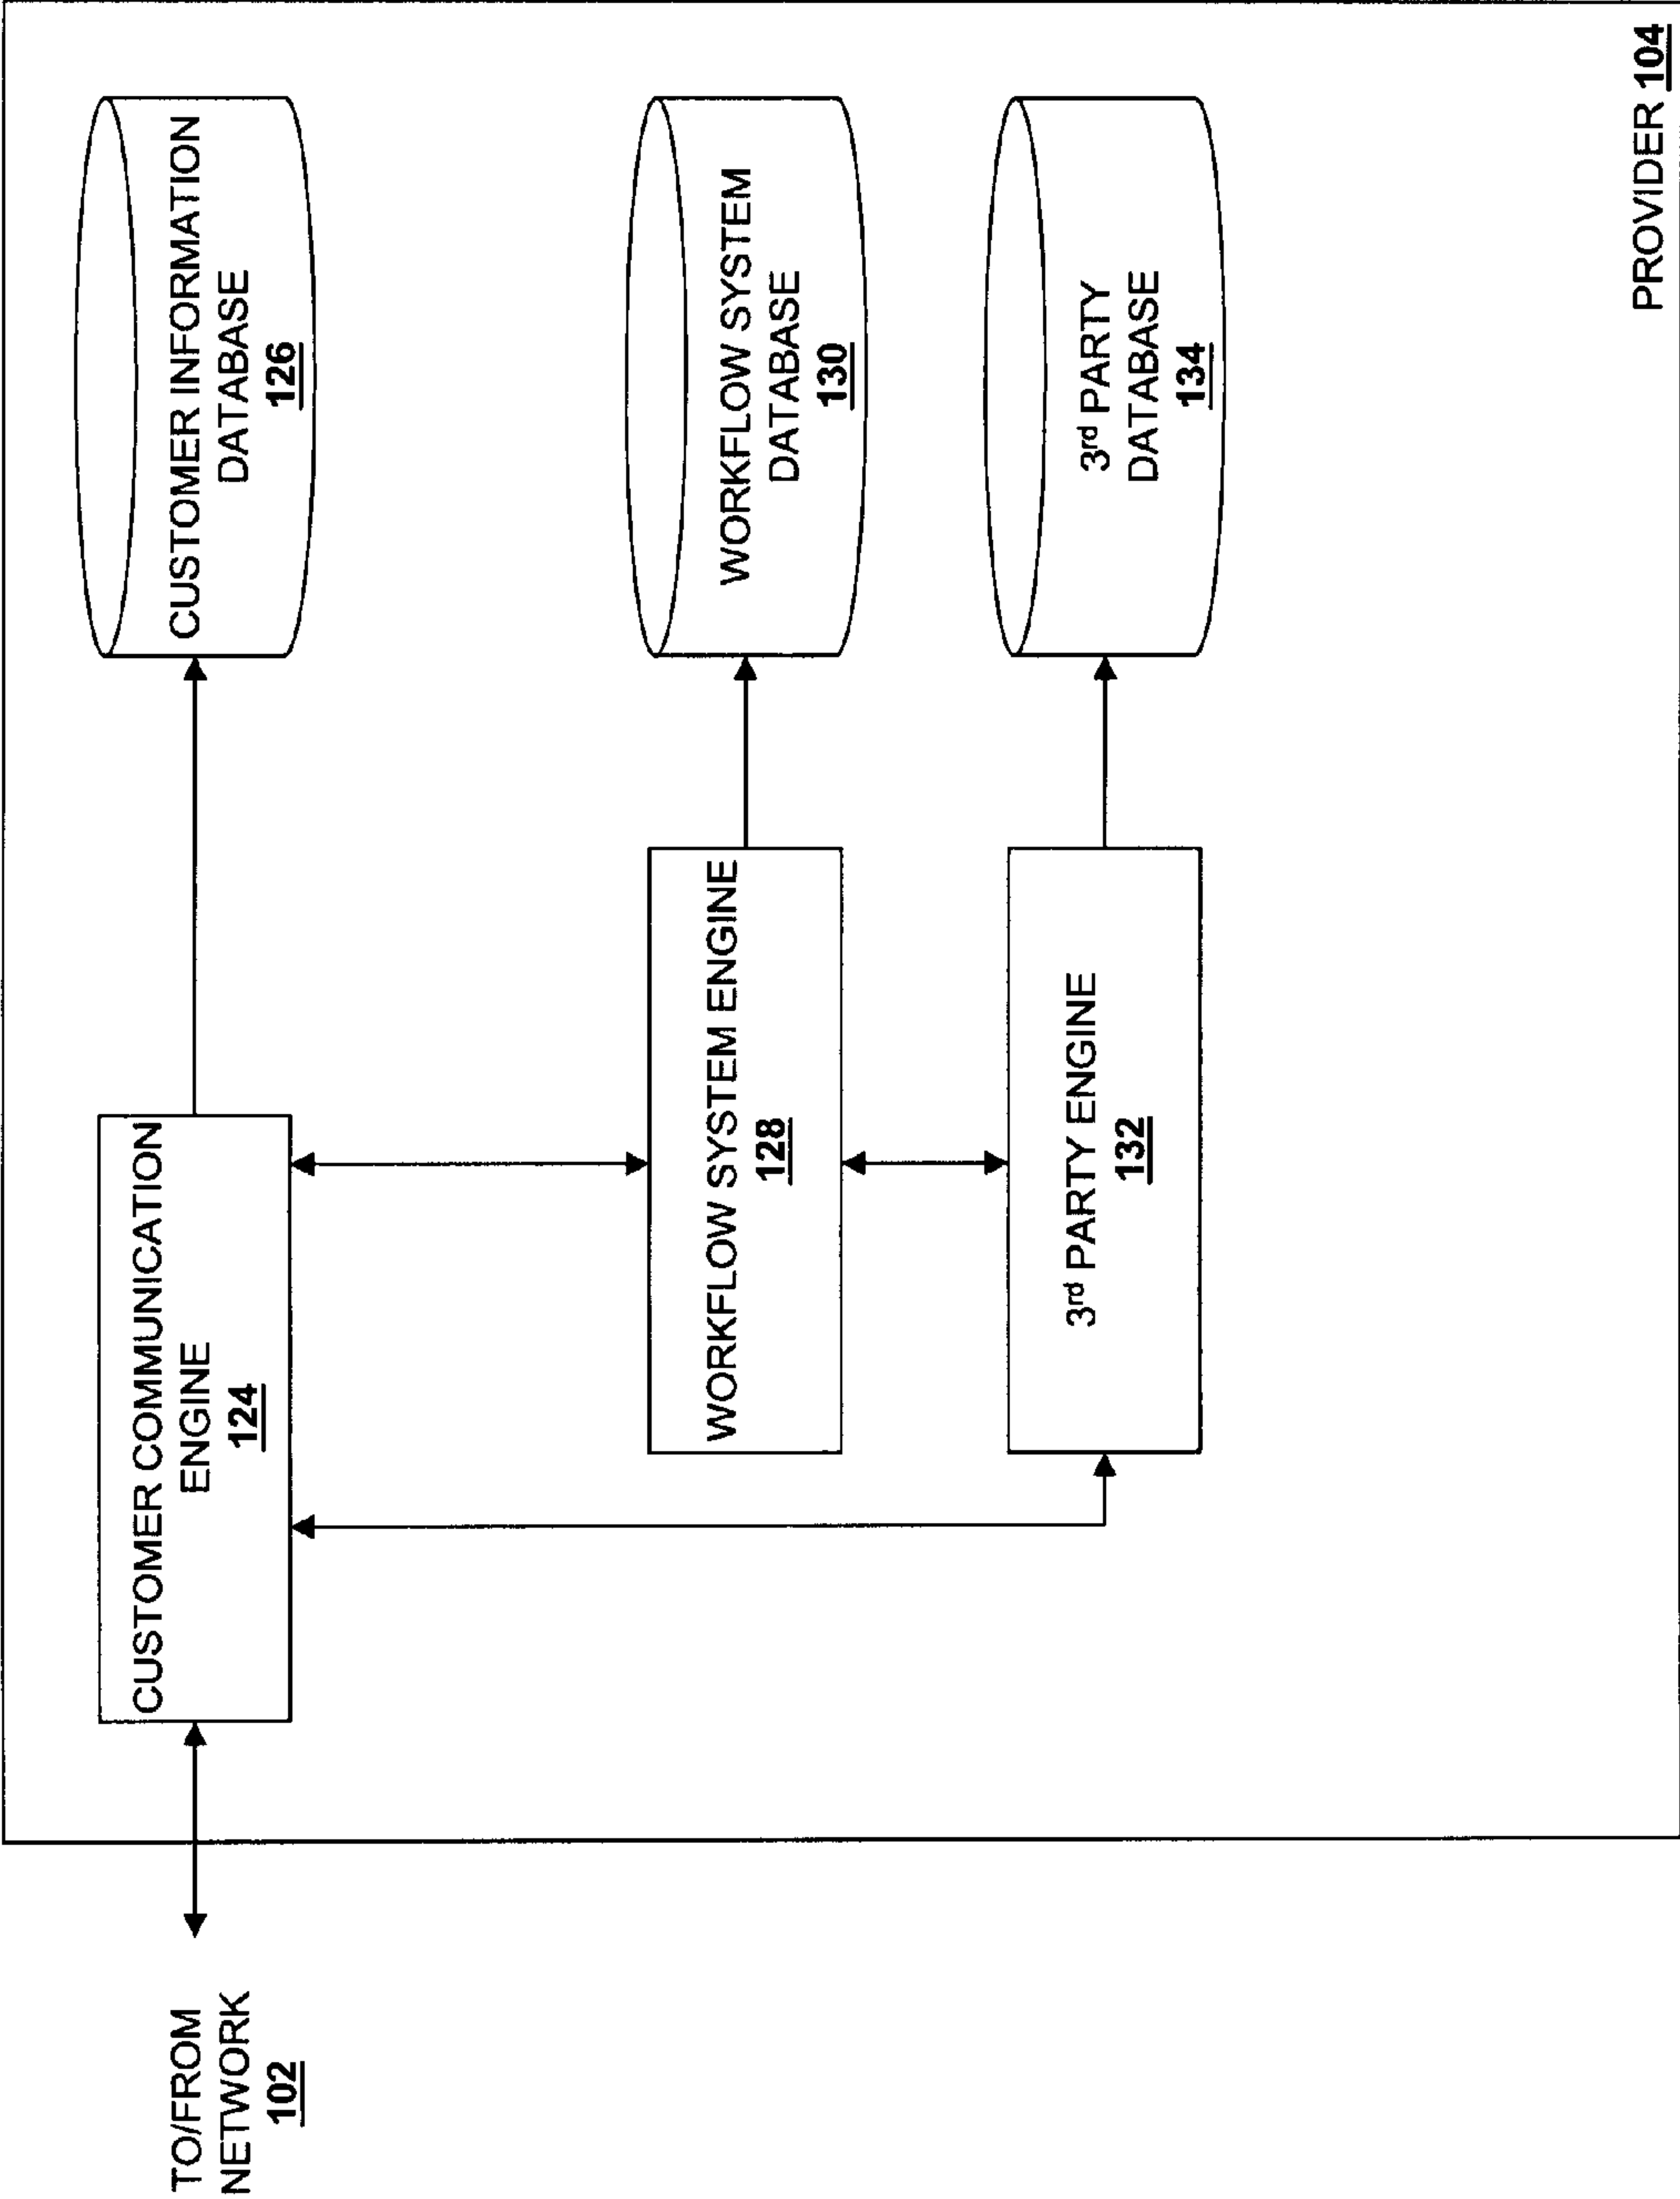 TO/FROM
NETWORK
102
CUSTOMER COMMUNICATION
ENGINE
124
CUSTOMER INFORMATION
DATABASE
126
WORKFLOW SYSTEM ENGINE
128
WORKFLOW SYSTEM
DATABASE
130
3rd PARTY ENGINE
132
3rd PARTY
DATABASE
134
PROVIDER 104